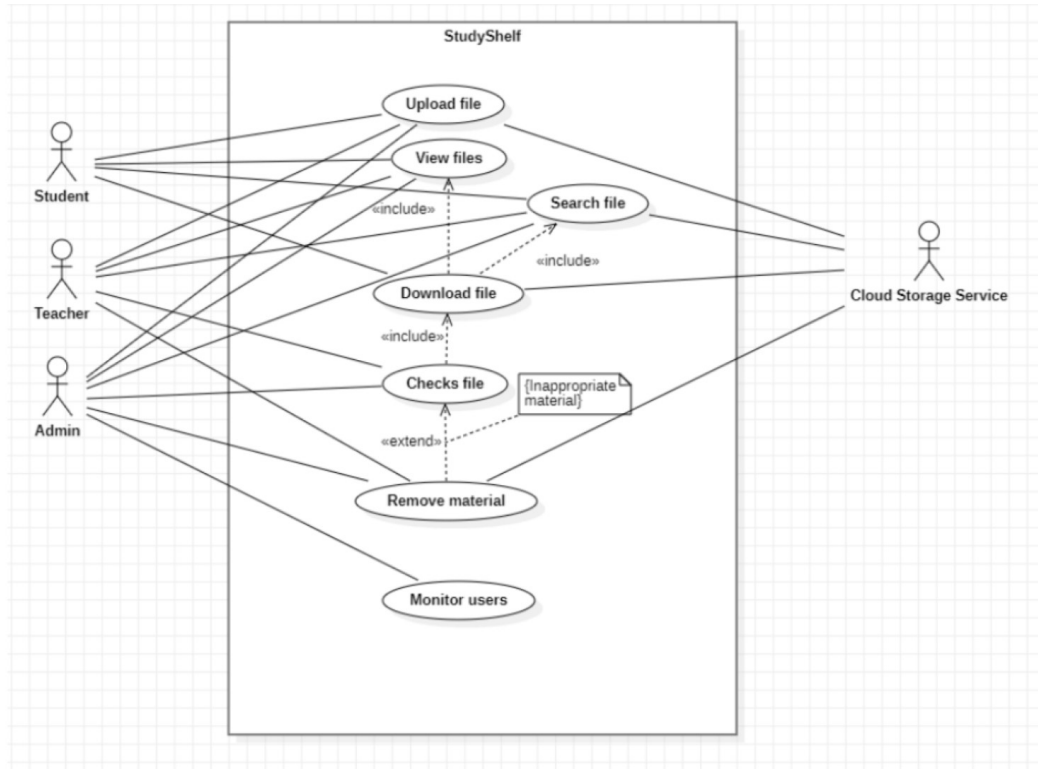 StudyShelf
Upload file
View files
Student
«include»
Search file
«include»
Teacher
Download file
Cloud Storage Service
«include»
Checks file
{Inappropriate
material}
Admin
«extend»
Remove material
Monitor users